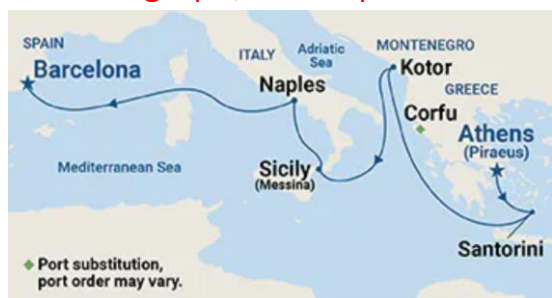 SPAIN
Barcelona
ITALY
Adriatic
Sea
MONTENEGRO
Kotor
Naples
GREECE
Corfu
Athens
(Piraeus)
Mediterranean Sea
Sicily
(Messina)
Santorini
Port substitution,
port order may vary.